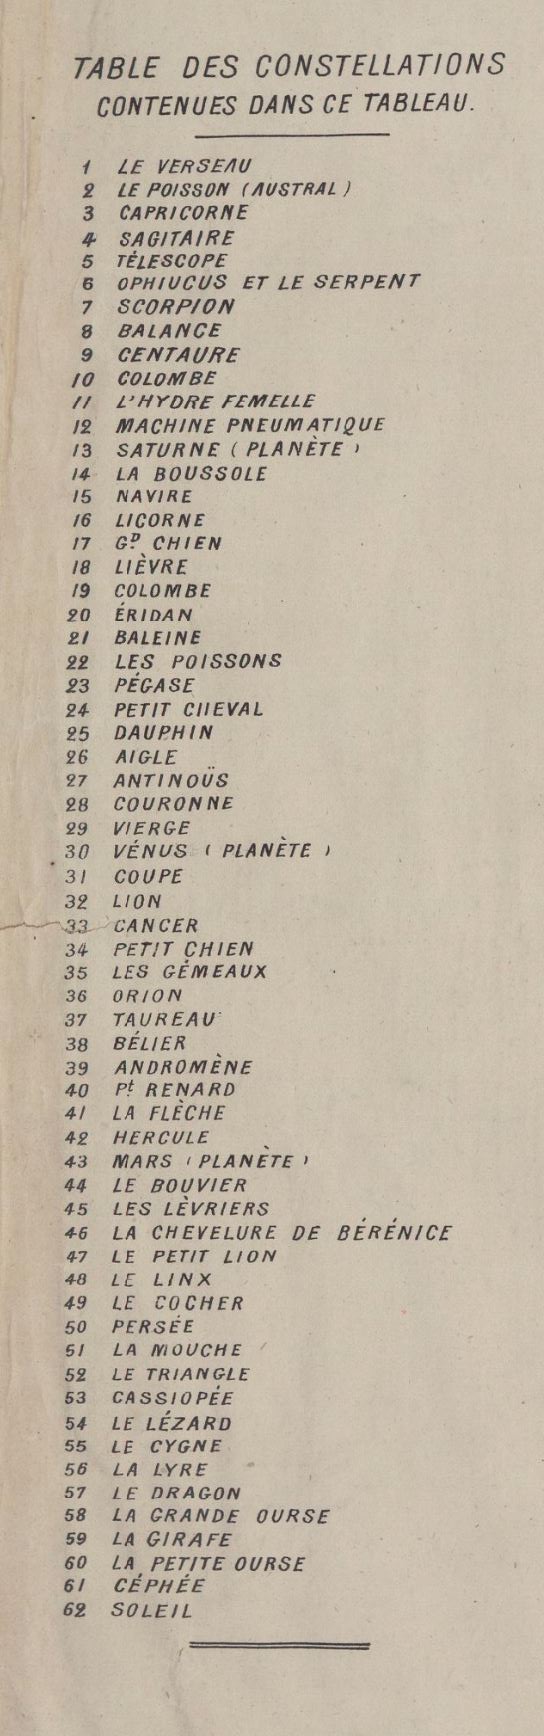 TABLE DES CONSTELLATIONS
CONTENUES DANS CE TABLEAU.
1 LE VERSEAU
2 LE POISSON (AUSTRAL)
3 CAPRICORNE
4 SAGITAIRE
5 TÉLESCOPE
6 OPHIUCUS ET LE SERPENT
7 SCORPION
8 BALANCE
9 CENTAURE
10 COLOMBE
11 L'HYDRE FEMELLE
12 MACHINE PNEUMATIQUE
13 SATURNE (PLANÈTE)
14 LA BOUSSOLE
15 NAVIRE
16 LICORNE
17 GD CHIEN
18 LIÈVRE
19 COLOMBE
20 ÉRIDAN
21 BALEINE
22 LES POISSONS
23 PÉGASE
24 PETIT CHEVAL
25 DAUPHIN
26 AIGLE
27 ANTINOÜS
28 COURONNE
29 VIERGE
30 VÉNUS (PLANÈTE)
31 COUPE
32 LION
33 CANCER
34 PETIT CHIEN
35 LES GÉMEAUX
36 ORION
37 TAUREAU
38 BÉLIER
39 ANDROMÈNE
40 Pt RENARD
41 LA FLÈCHE
42 HERCULE
43 MARS (PLANÈTE)
44 LE BOUVIER
45 LES LÈVRIERS
46 LA CHEVELURE DE BÉRÉNICE
47 LE PETIT LION
48 LE LINX
49 LE COCHER
50 PERSÉE
51 LA MOUCHE
52 LE TRIANGLE
53 CASSIOPÉE
54 LE LÉZARD
55 LE CYGNE
56 LA LYRE
57 LE DRAGON
58 LA GRANDE OURSE
59 LA GIRAFE
60 LA PETITE OURSE
61 CÉPHÉE
62 SOLEIL